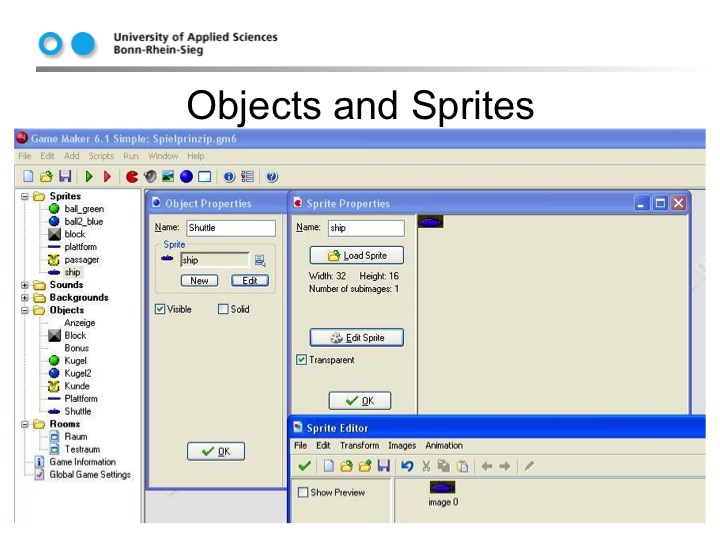 University of Applied Sciences
Bonn-Rhein-Sieg
Objects and Sprites
Game Maker 6.1 Simple: Spielprinzip.gm6
File Edit Add Scripts Run Window Help
Sprites
ball_green
ball2_blue
block
plattform
passager
ship
Sounds
Backgrounds
Objects
Anzeige
Block
Bonus
Kugel
Kugel2
Kunde
Plattform
Shuttle
Rooms
Raum
Testraum
Game Information
Global Game Settings
Object Properties
Name: Shuttle
Sprite
ship
New Edit
Visible Solid
OK
Sprite Properties
Name: ship
Load Sprite
Width: 32 Height: 16
Number of subimages: 1
Edit Sprite
Transparent
OK
Sprite Editor
File Edit Transform Images Animation
Show Preview
image 0